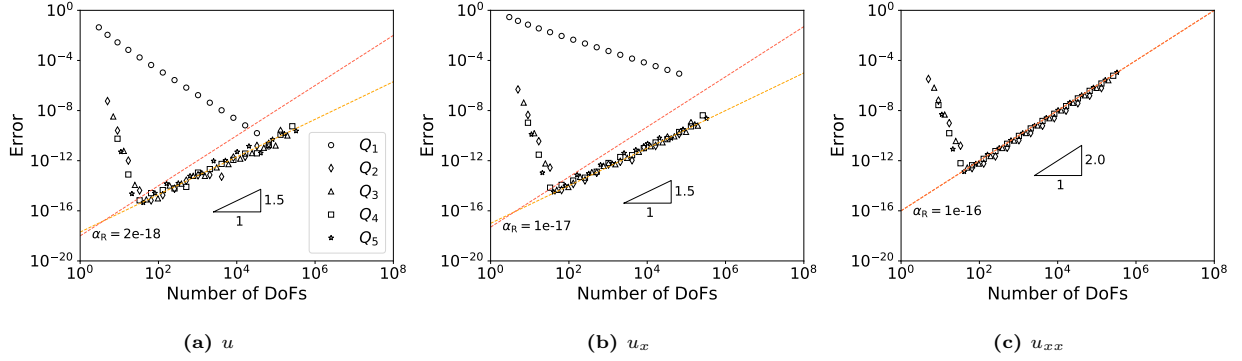 Error
10^0
10^-4
10^-8
10^-12
10^-16
10^-20
10^0
10^2
10^4
10^6
10^8
Number of DoFs
α_R = 2e-18
1.5
1
Q_1
Q_2
Q_3
Q_4
Q_5
(a) u
Error
10^0
10^-4
10^-8
10^-12
10^-16
10^-20
10^0
10^2
10^4
10^6
10^8
Number of DoFs
α_R = 1e-17
1.5
1
(b) u_x
Error
10^0
10^-4
10^-8
10^-12
10^-16
10^-20
10^0
10^2
10^4
10^6
10^8
Number of DoFs
α_R = 1e-16
2.0
1
(c) u_xx